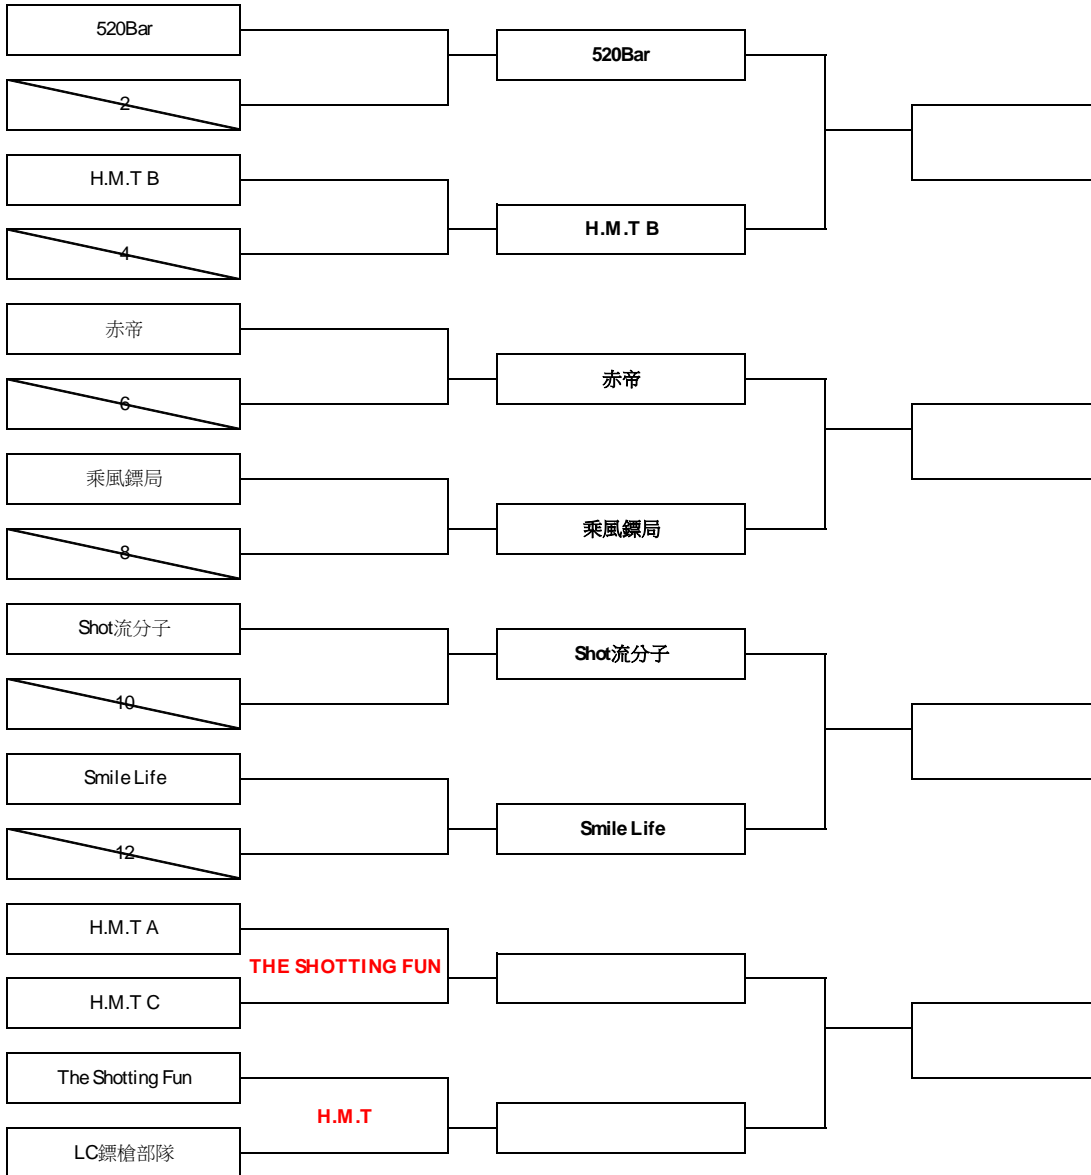 520Bar
2
H.M.T B
4
赤帝
6
乘風鏢局
8
Shot流分子
10
Smile Life
12
H.M.T A
H.M.T C
The Shotting Fun
LC鏢槍部隊
THE SHOTTING FUN
H.M.T
520Bar
H.M.T B
赤帝
乘風鏢局
Shot流分子
Smile Life